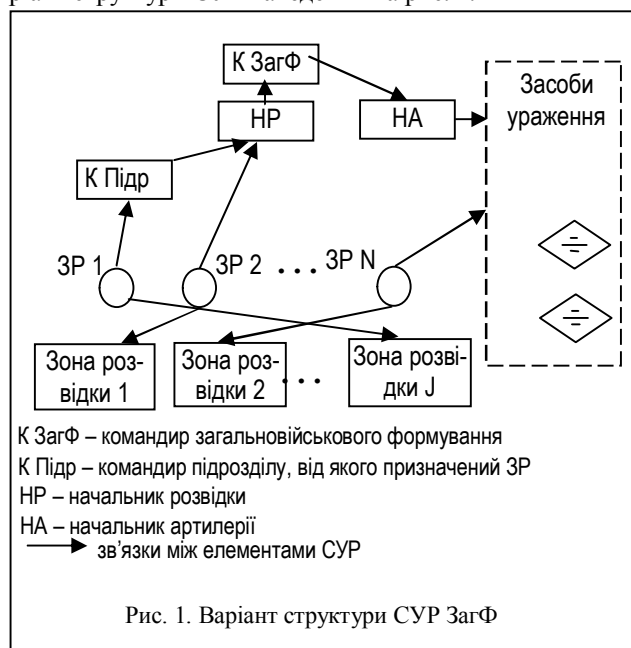 К ЗагФ
НР
НА
Засоби
ураження
К Підр
ЗР 1
ЗР 2
...
ЗР N
Зона роз-
відки 1
Зона роз-
відки 2
...
Зона розві-
дки J
К ЗагФ – командир загальновійськового формування
К Підр – командир підрозділу, від якого призначений ЗР
НР – начальник розвідки
НА – начальник артилерії
зв'язки між елементами СУР
Рис. 1. Варіант структури СУР ЗагФ